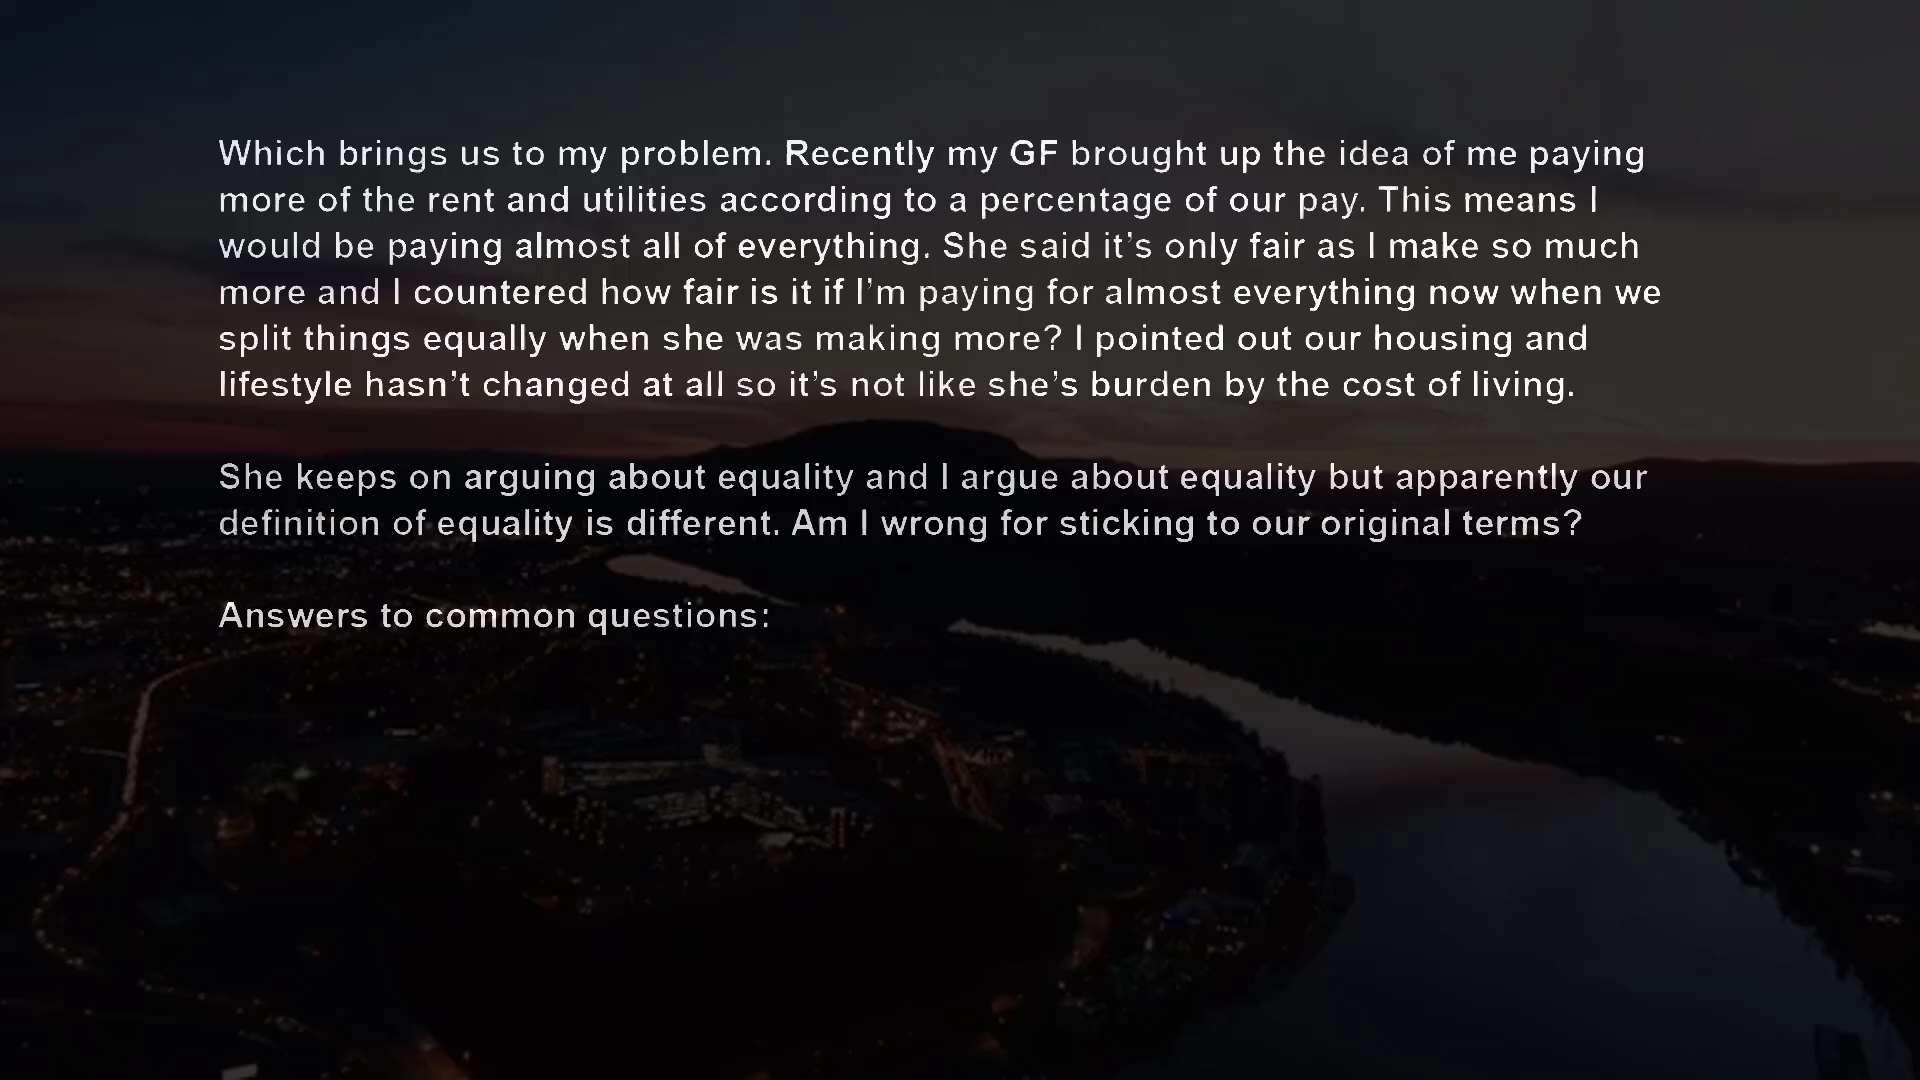 Which brings us to my problem. Recently my GF brought up the idea of me paying
more of the rent and utilities according to a percentage of our pay. This means I
would be paying almost all of everything. She said it's only fair as I make so much
more and I countered how fair is it if I'm paying for almost everything now when we
split things equally when she was making more? I pointed out our housing and
lifestyle hasn't changed at all so it's not like she's burden by the cost of living.
She keeps on arguing about equality and I argue about equality but apparently our
definition of equality is different. Am I wrong for sticking to our original terms?
Answers to common questions: